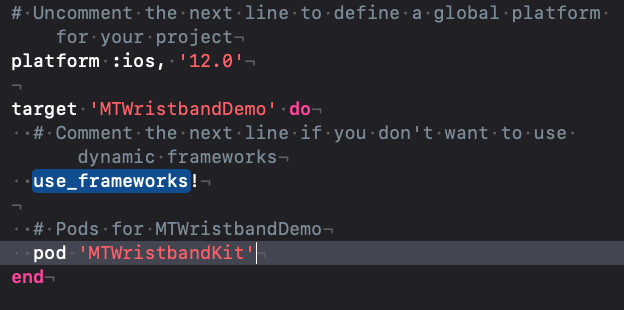 # Uncomment the next line to define a global platform
for your project
platform :ios, '12.0'
target 'MTWristbandDemo' do
# Comment the next line if you don't want to use
dynamic frameworks
use_frameworks!
# Pods for MTWristbandDemo
pod 'MTWristbandKit'
end